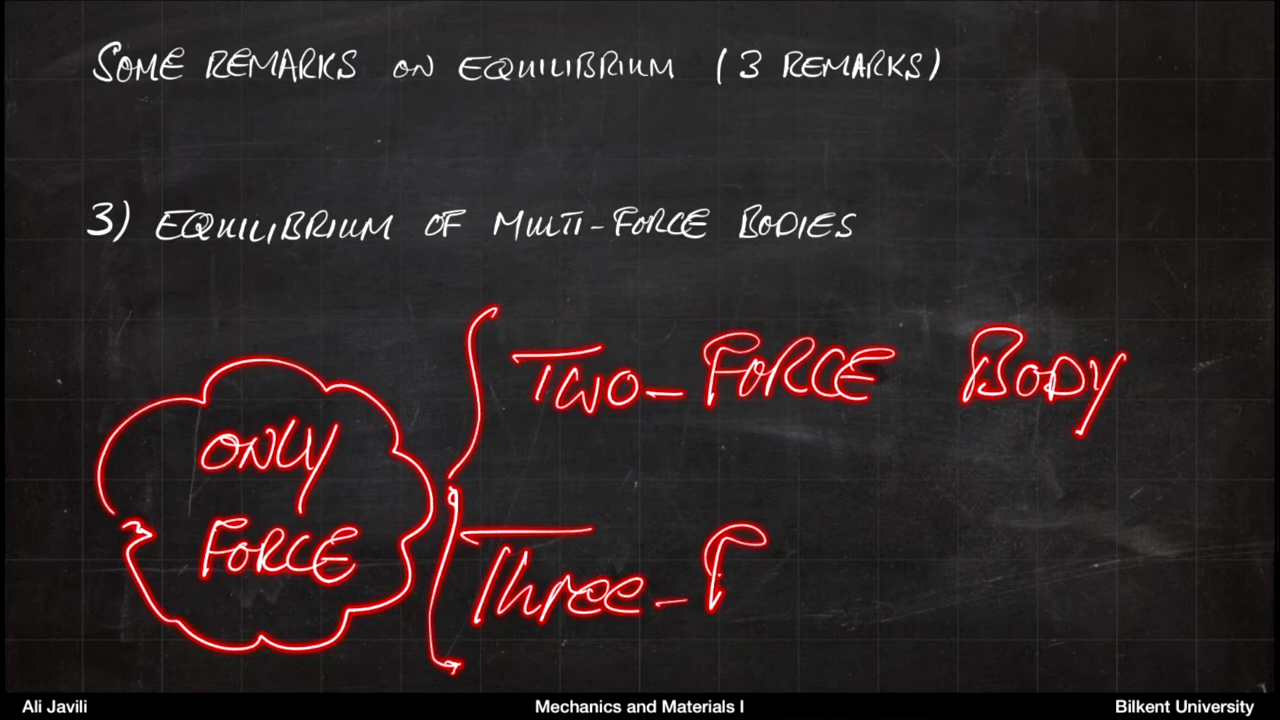 SOME REMARKS ON EQUILIBRIUM (3 REMARKS)
3) EQUILIBRIUM OF MULTI-FORCE BODIES
ONLY
FORCE
TWO-FORCE BODY
Three-F
Ali Javili
Mechanics and Materials I
Bilkent University